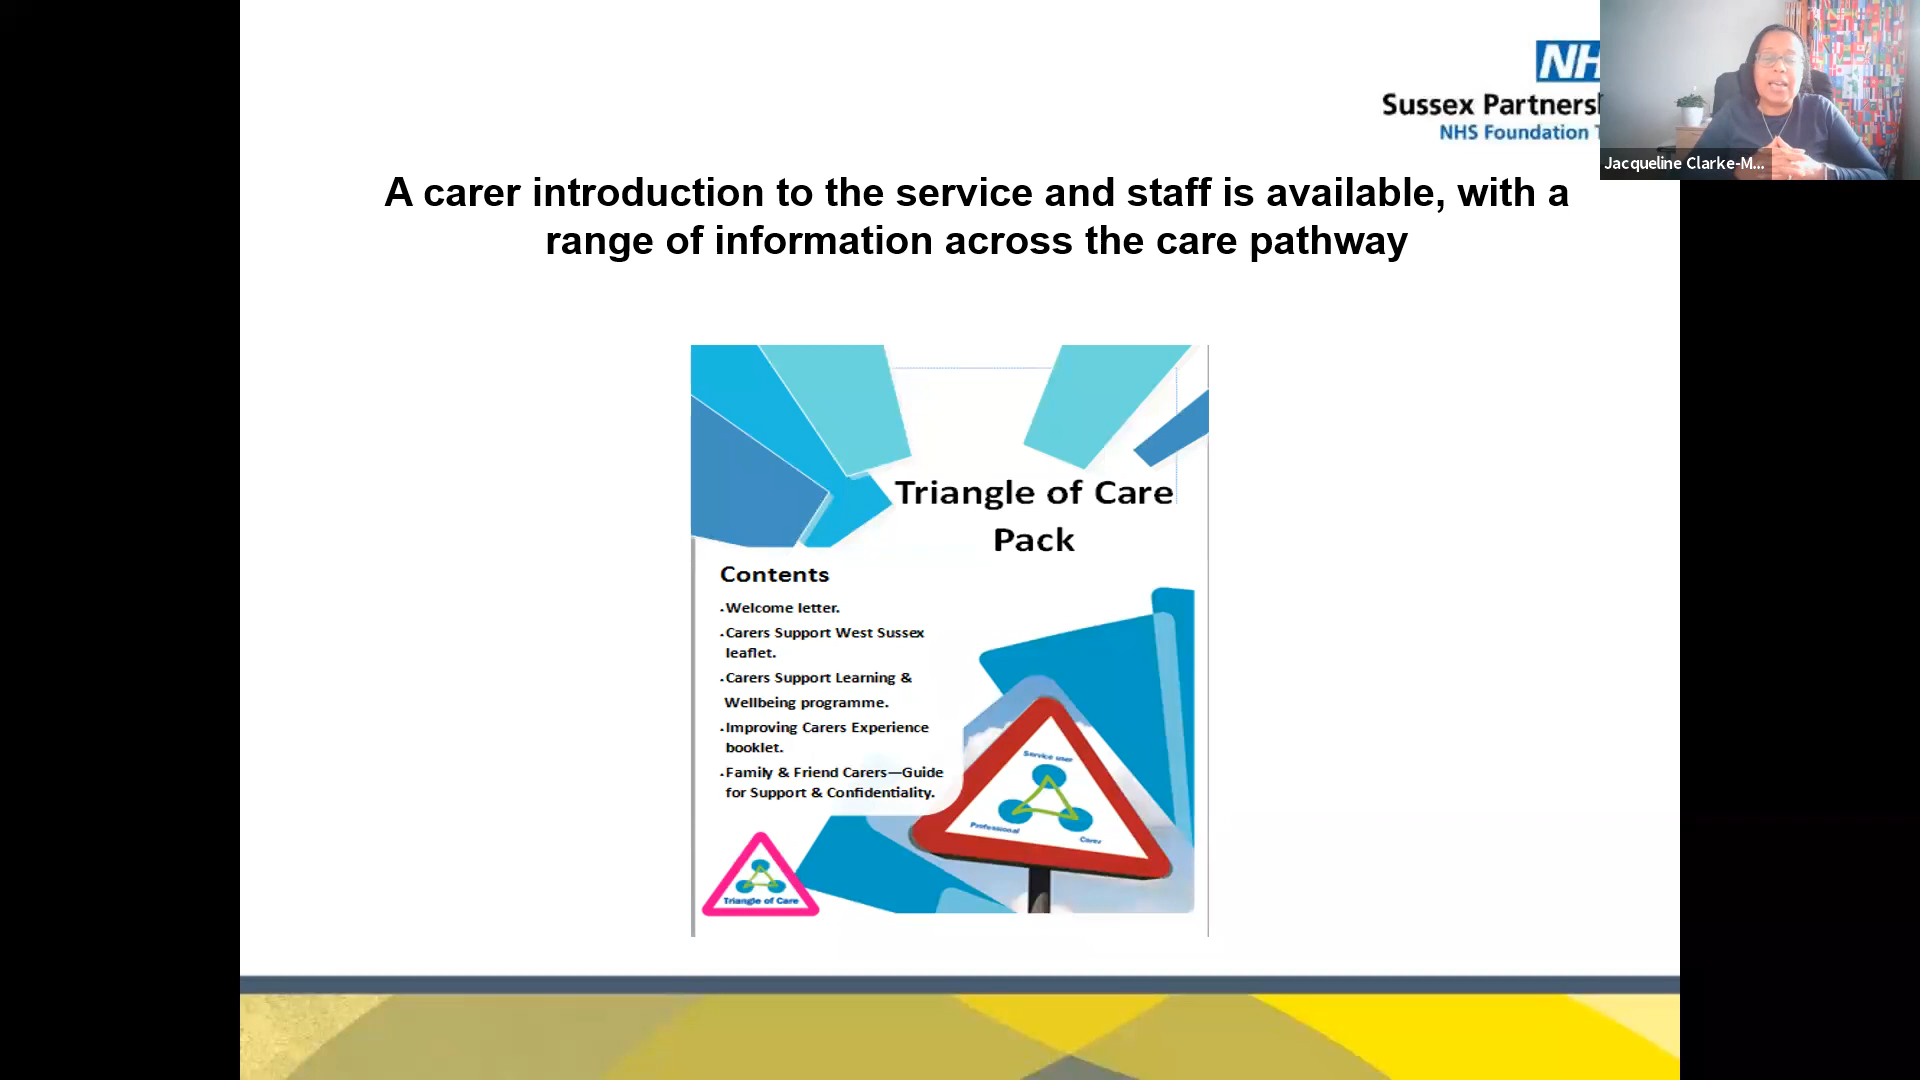 NH
Sussex Partners
NHS Foundation
Jacqueline Clarke-M...
A carer introduction to the service and staff is available, with a
range of information across the care pathway
Triangle of Care
Pack
Contents
.Welcome letter.
.Carers Support West Sussex
leaflet.
.Carers Support Learning &
Wellbeing programme.
.Improving Carers Experience
booklet.
.Family & Friend Carers—Guide
for Support & Confidentiality.
Service user
Professional
Carer
Triangle of Care